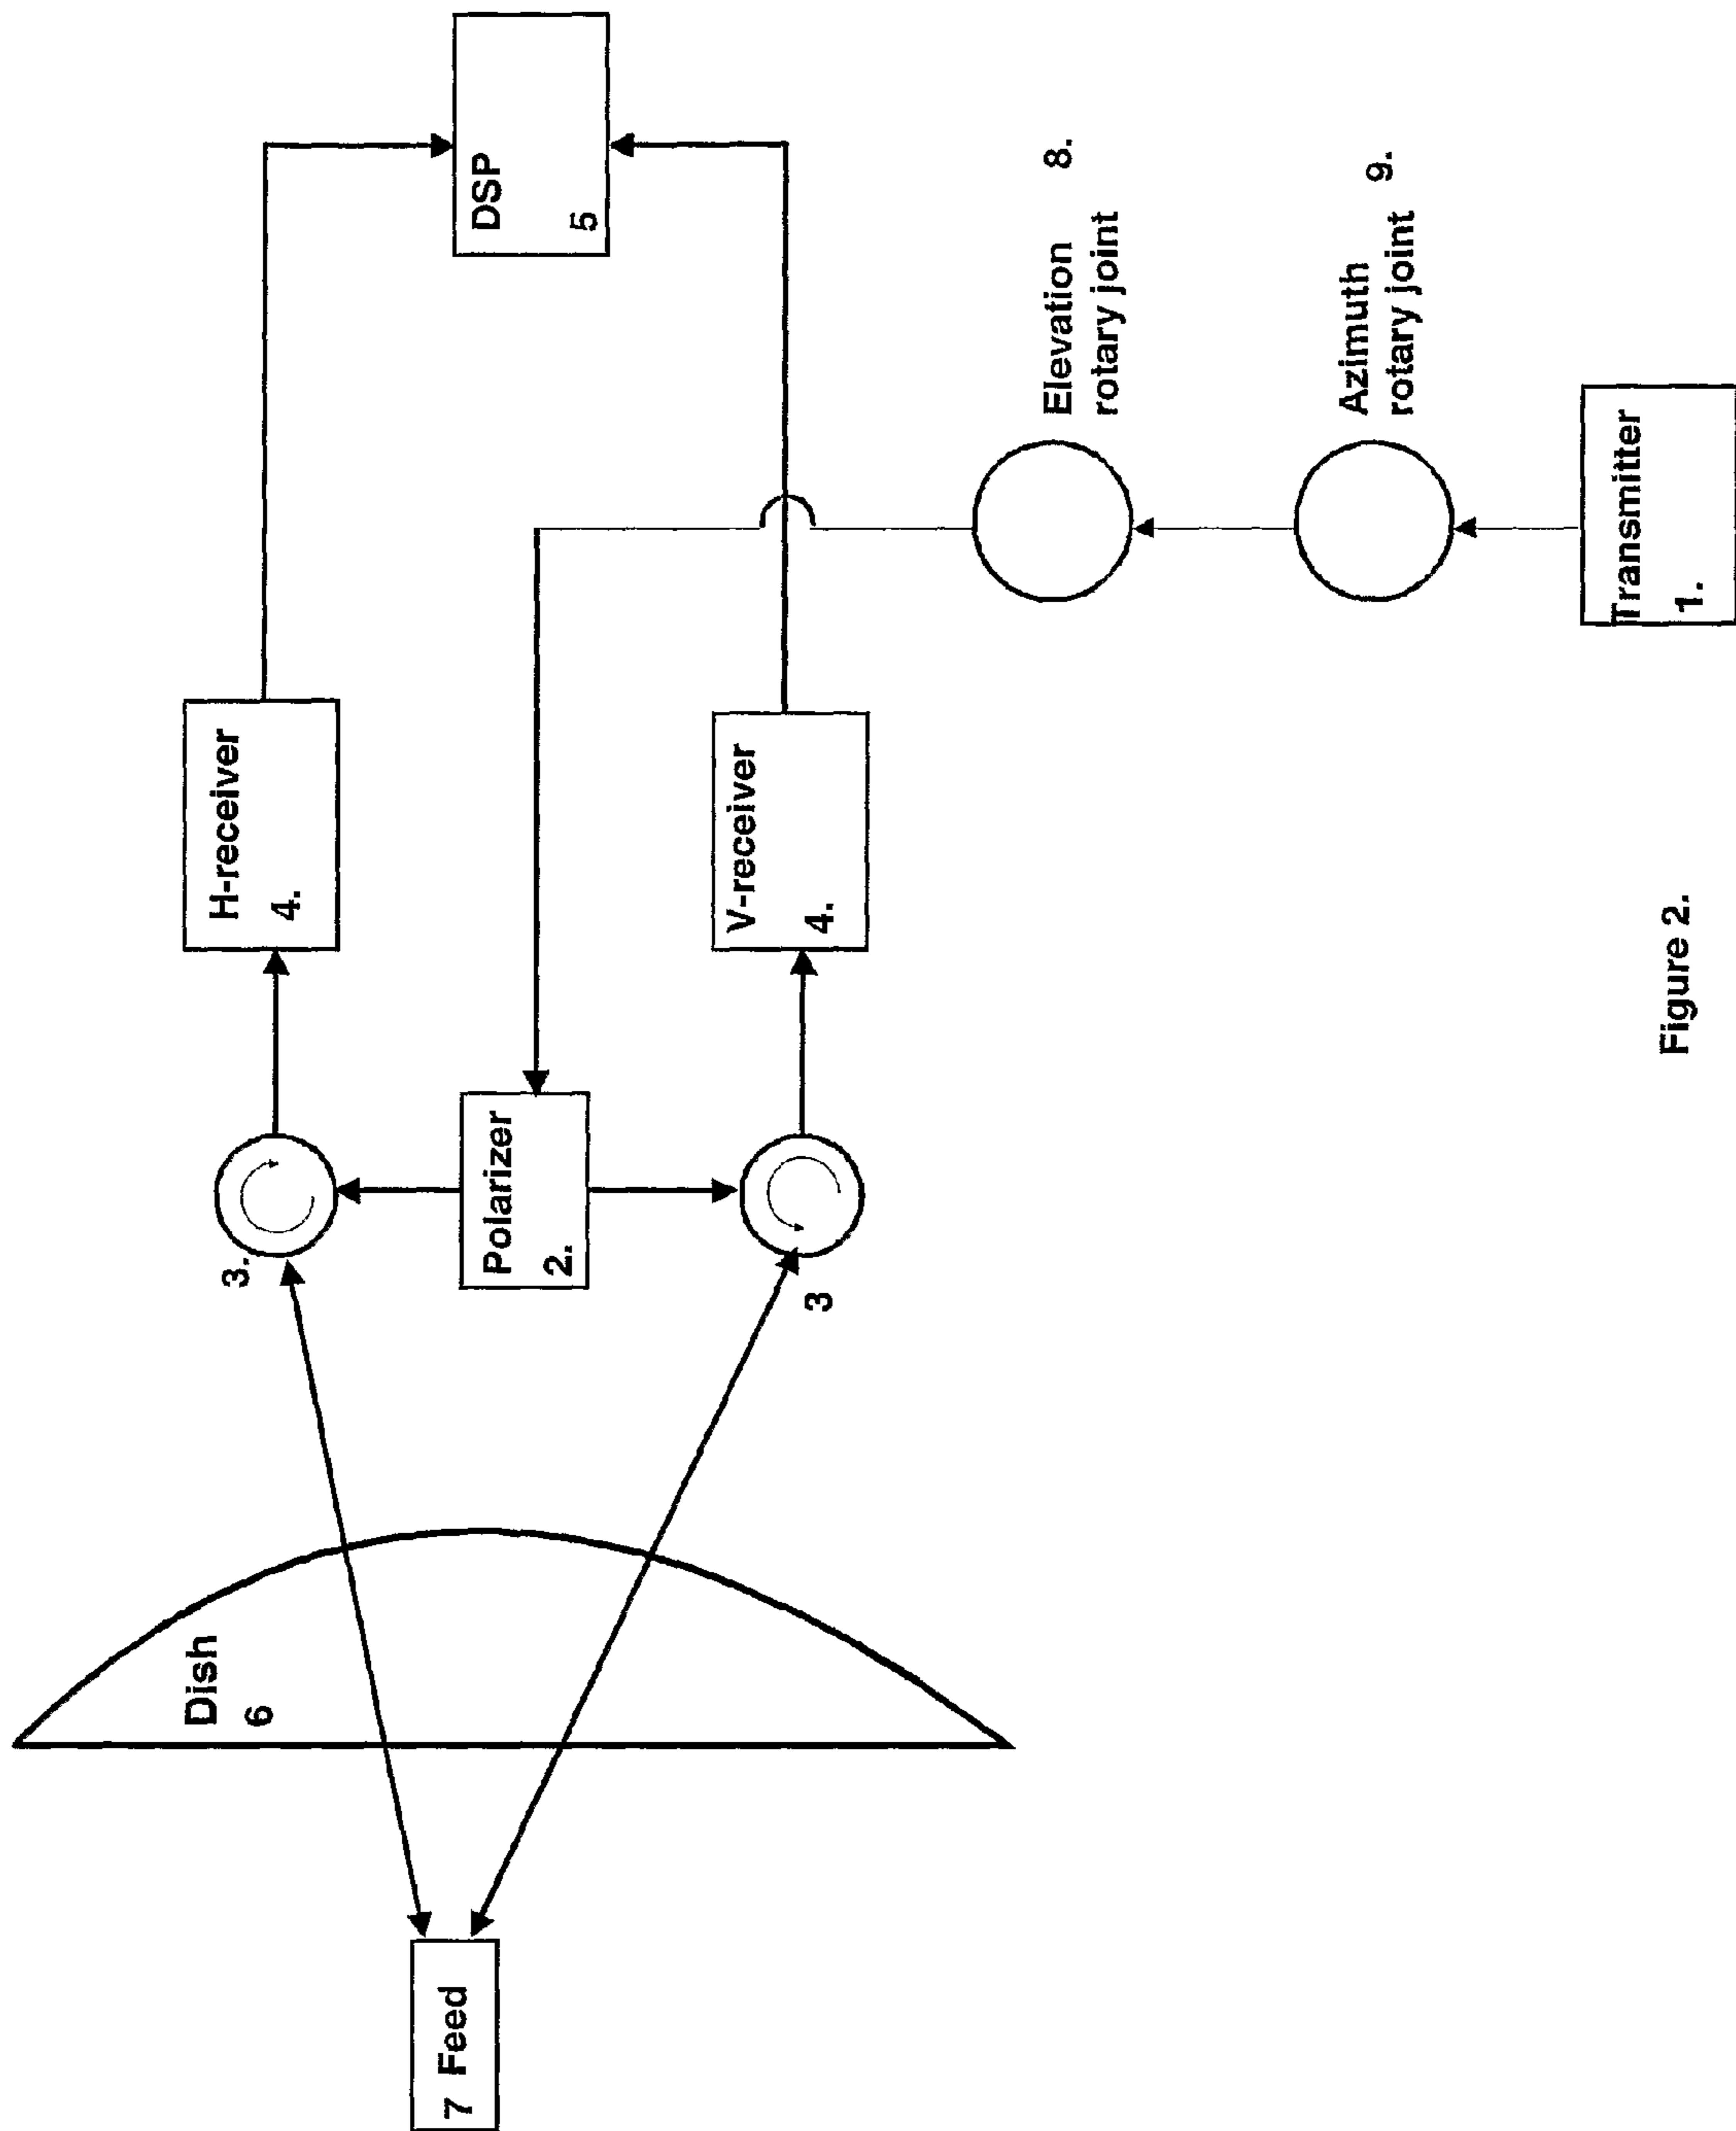 DSP
5
H-receiver
4.
3.
Polarizer
2.
V-receiver
4.
3
Dish
6
7 Feed
Elevation 8.
rotary joint
Azimuth 9.
rotary joint
Transmitter
1.
Figure 2.